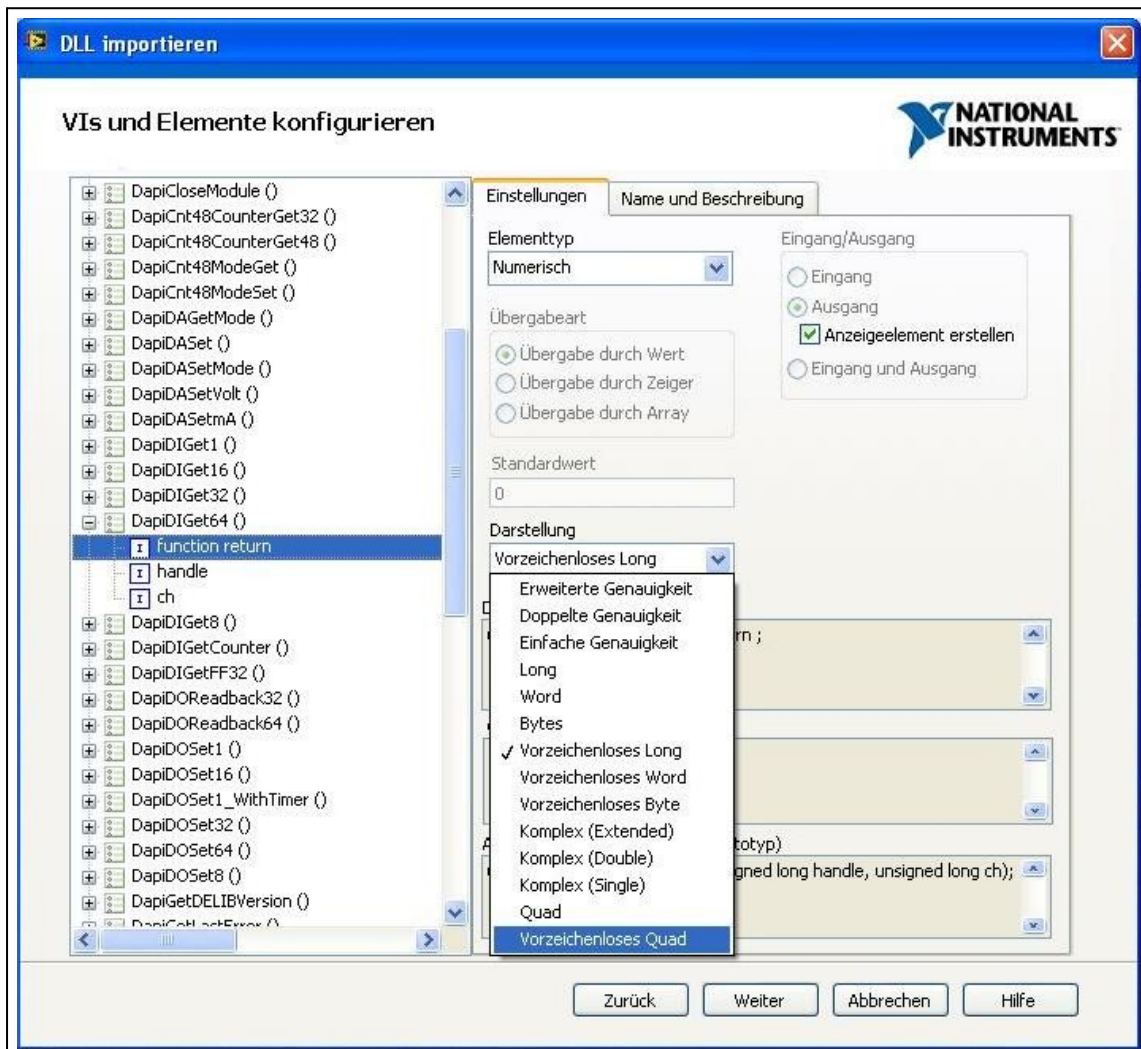 DLL importieren
VIs und Elemente konfigurieren
NATIONAL
INSTRUMENTS
DapiCloseModule ()
DapiCnt48CounterGet32 ()
DapiCnt48CounterGet48 ()
DapiCnt48ModeGet ()
DapiCnt48ModeSet ()
DapiDAGetMode ()
DapiDASet ()
DapiDASetMode ()
DapiDASetVolt ()
DapiDASetmA ()
DapiDIGet1 ()
DapiDIGet16 ()
DapiDIGet32 ()
DapiDIGet64 ()
function return
handle
ch
DapiDIGet8 ()
DapiDIGetCounter ()
DapiDIGetFF32 ()
DapiDOReadback32 ()
DapiDOReadback64 ()
DapiDOSet1 ()
DapiDOSet16 ()
DapiDOSet1_WithTimer ()
DapiDOSet32 ()
DapiDOSet64 ()
DapiDOSet8 ()
DapiGetDELIBVersion ()
DapiGetLastError ()
Einstellungen
Name und Beschreibung
Elementtyp
Numerisch
Übergabeart
Übergabe durch Wert
Übergabe durch Zeiger
Übergabe durch Array
Eingang/Ausgang
Eingang
Ausgang
Anzeigeelement erstellen
Eingang und Ausgang
Standardwert
0
Darstellung
Vorzeichenloses Long
Erweiterte Genauigkeit
Doppelte Genauigkeit
Einfache Genauigkeit
Long
Word
Bytes
Vorzeichenloses Long
Vorzeichenloses Word
Vorzeichenloses Byte
Komplex (Extended)
Komplex (Double)
Komplex (Single)
Quad
Vorzeichenloses Quad
rn ;
totyp)
gned long handle, unsigned long ch);
Zurück
Weiter
Abbrechen
Hilfe